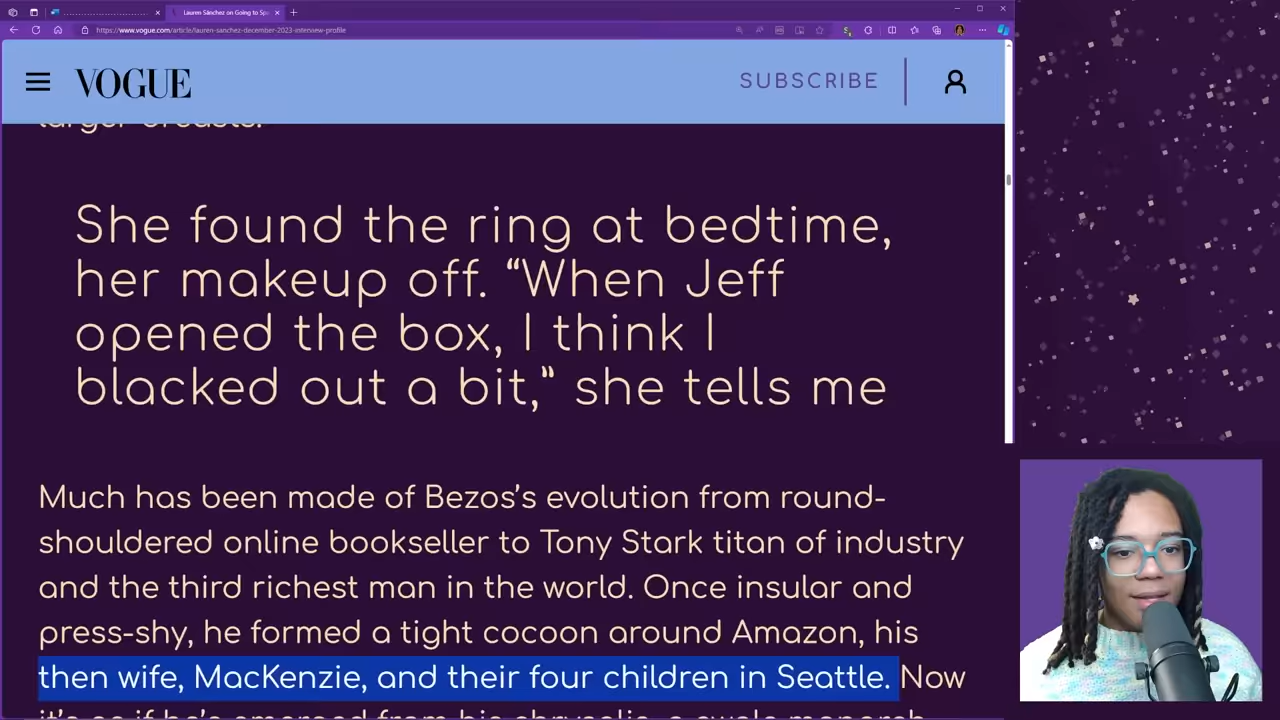 Lauren Sánchez on Going to Sp
https://www.vogue.com/article/lauren-sanchez-december-2023-interview-profile
VOGUE
SUBSCRIBE
larger breasts.
She found the ring at bedtime,
her makeup off. “When Jeff
opened the box, I think I
blacked out a bit,” she tells me
Much has been made of Bezos’s evolution from round-
shouldered online bookseller to Tony Stark titan of industry
and the third richest man in the world. Once insular and
press-shy, he formed a tight cocoon around Amazon, his
then wife, MacKenzie, and their four children in Seattle. Now
it’s as if he’s emerged from his chrysalis, a swole monarch